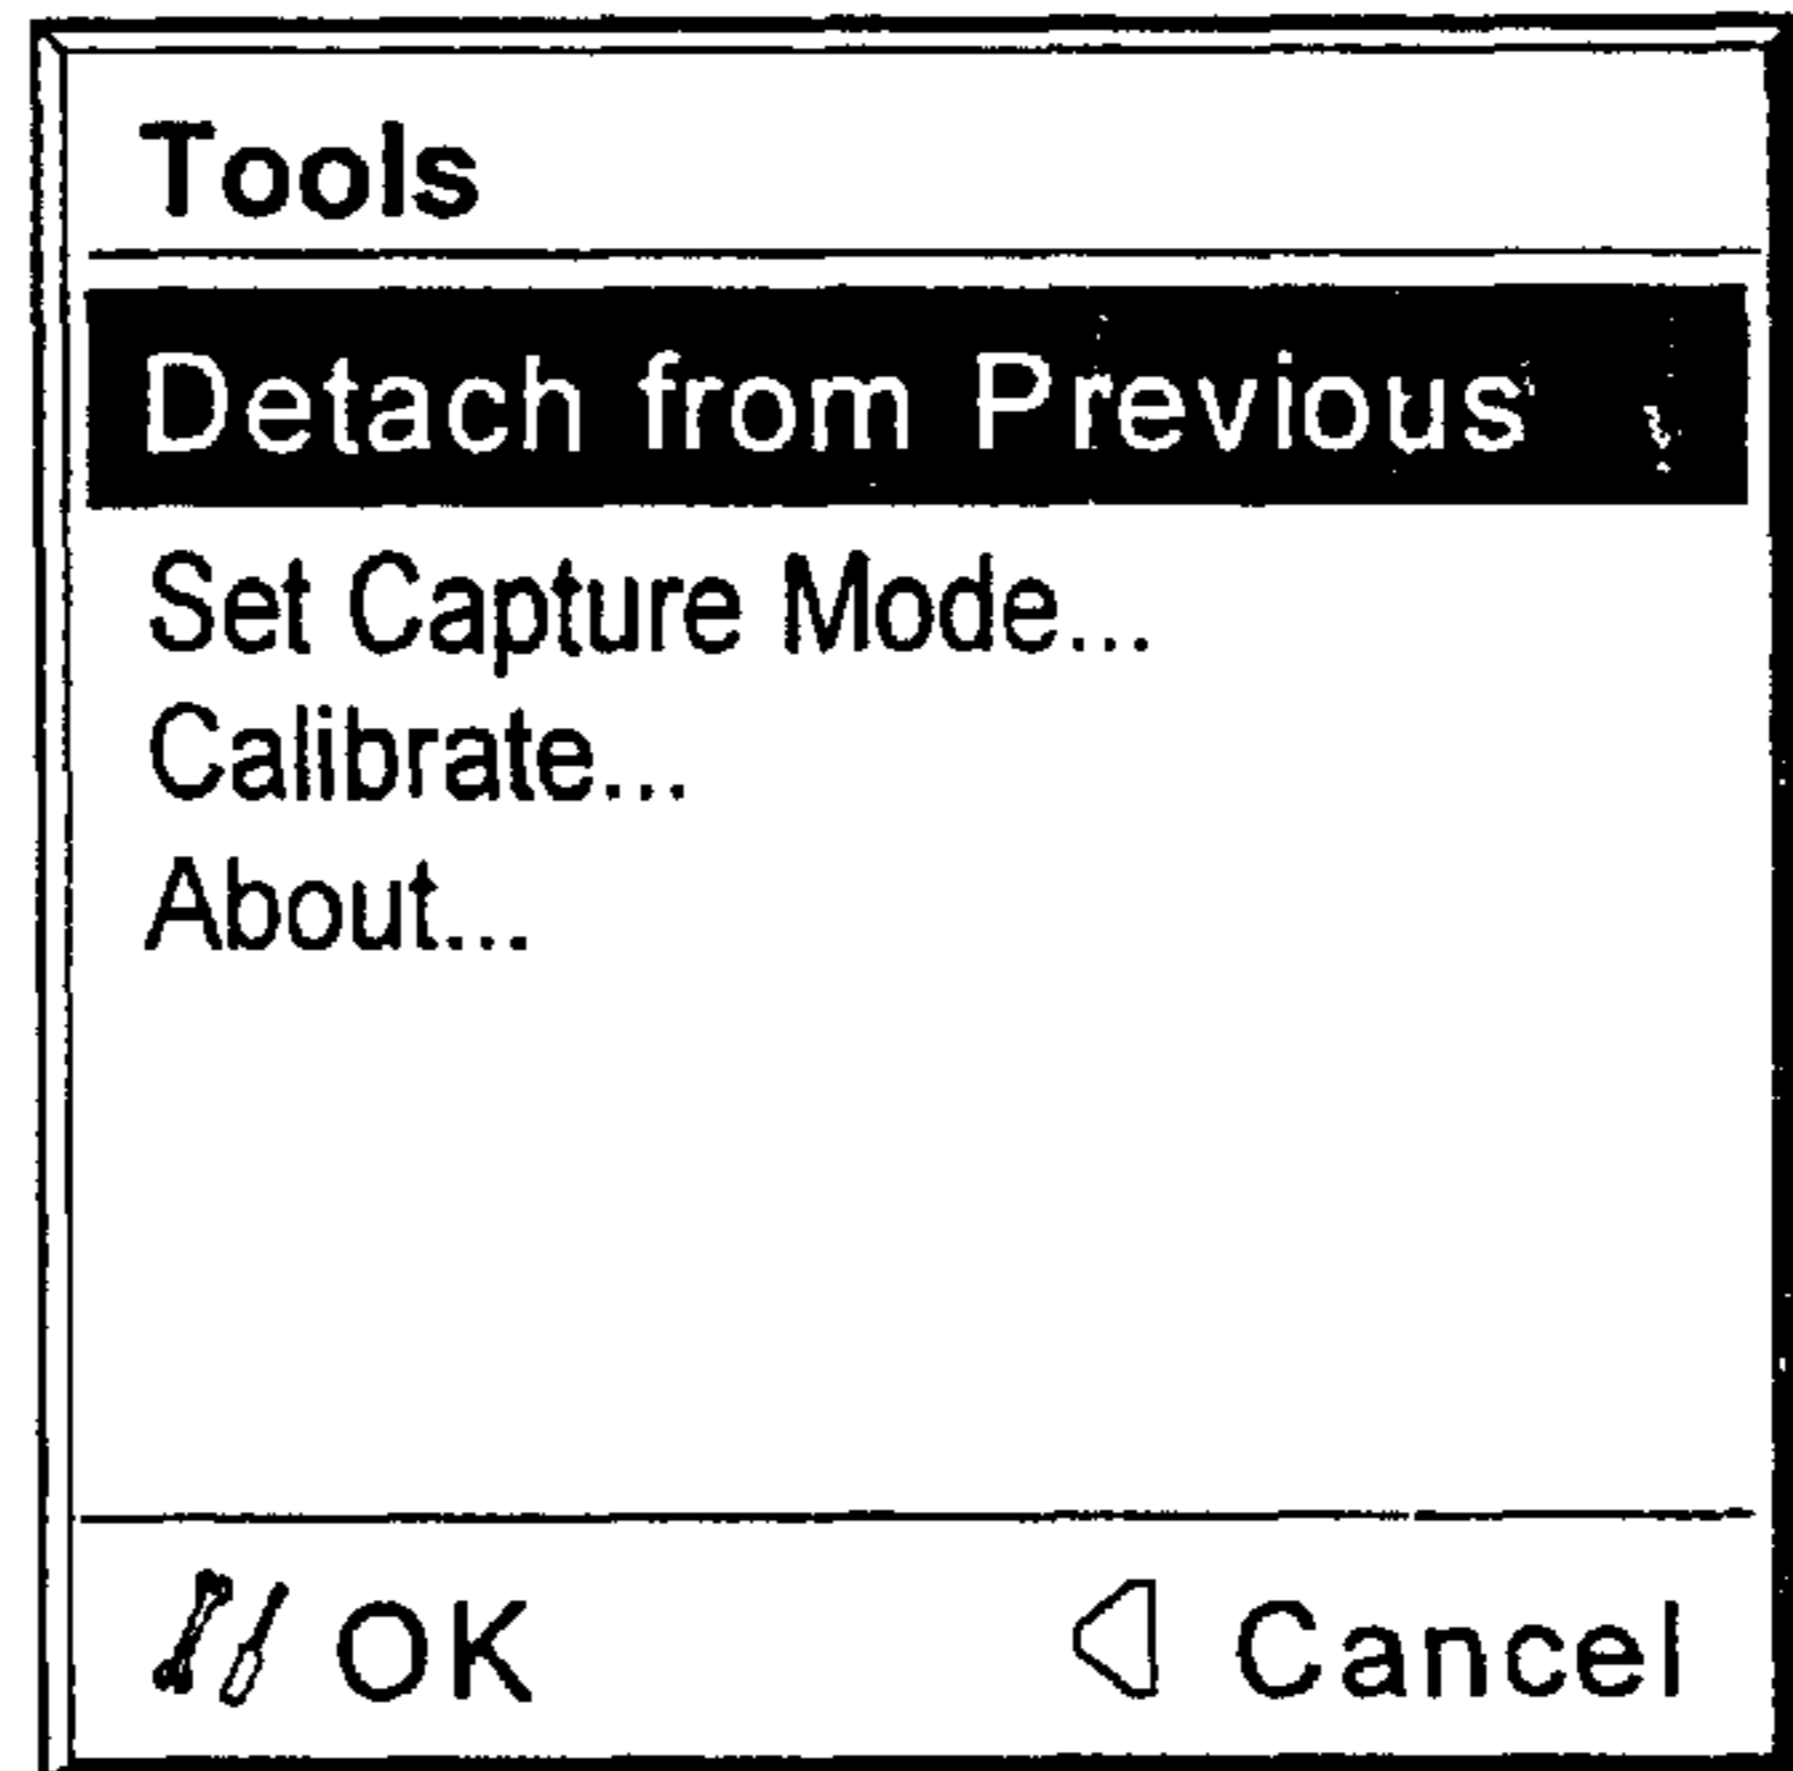 Tools
Detach from Previous
Set Capture Mode...
Calibrate...
About...
OK
Cancel